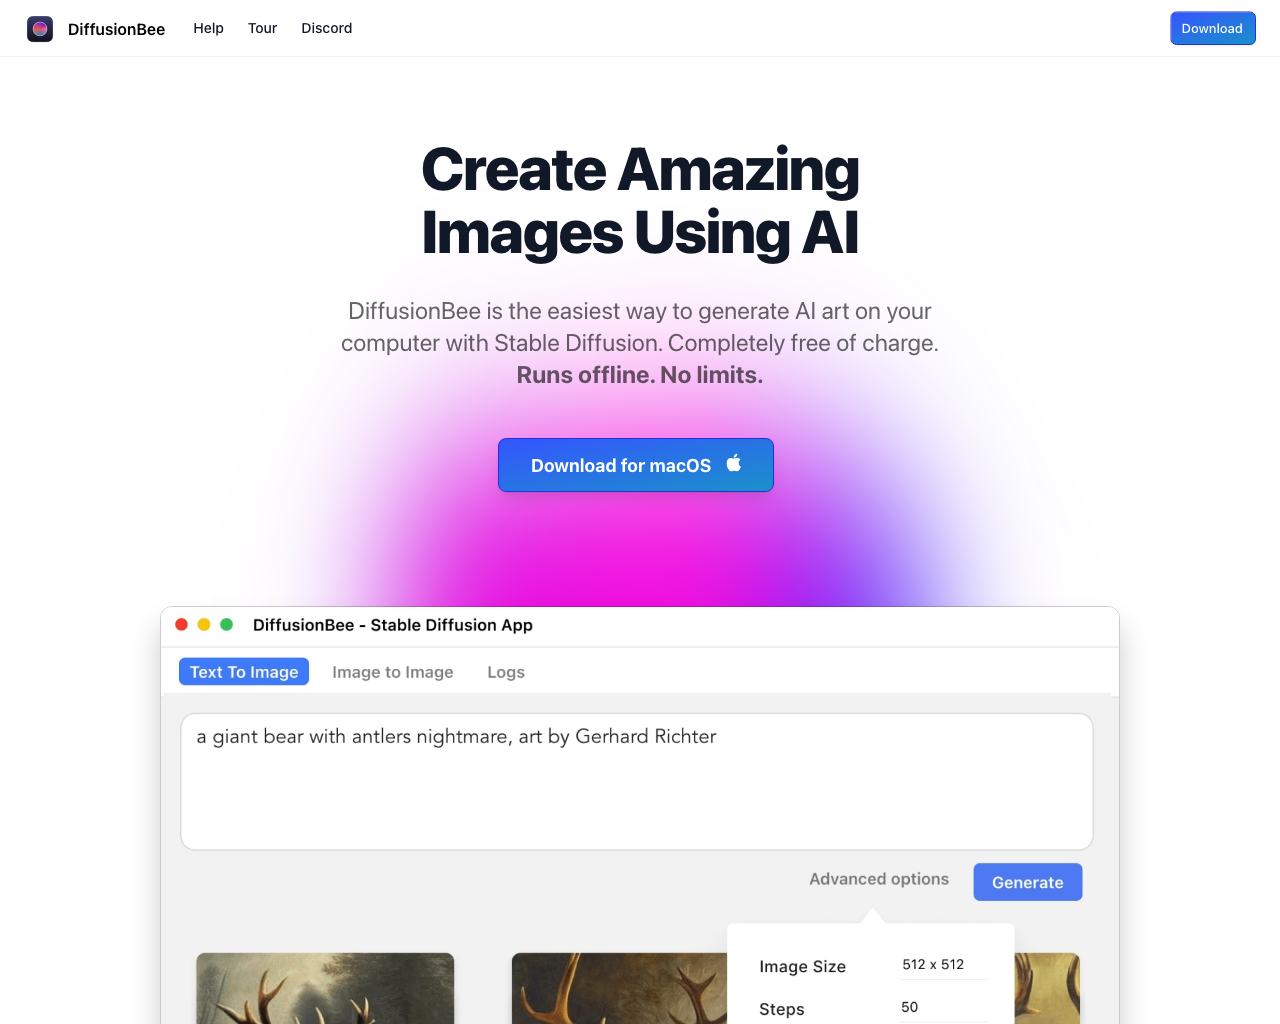 DiffusionBee
Help
Tour
Discord
Download
Create Amazing
Images Using AI
DiffusionBee is the easiest way to generate AI art on your
computer with Stable Diffusion. Completely free of charge.
Runs offline. No limits.
Download for macOS
DiffusionBee - Stable Diffusion App
Text To Image
Image to Image
Logs
a giant bear with antlers nightmare, art by Gerhard Richter
Advanced options
Generate
Image Size
512 x 512
Steps
50